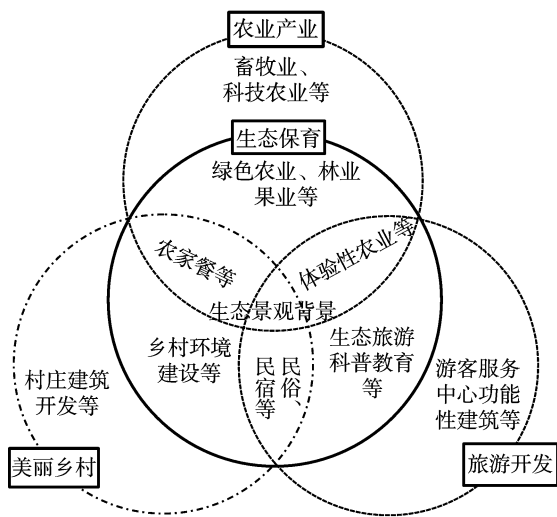 农业产业
畜牧业、
科技农业等
生态保育
绿色农业、林业
果业等
农家餐等
体验性农业等
生态景观背景
乡村环境
建设等
民俗、
民宿等
生态旅游
科普教育
等
村庄建筑
开发等
游客服务
中心功能
性建筑等
美丽乡村
旅游开发